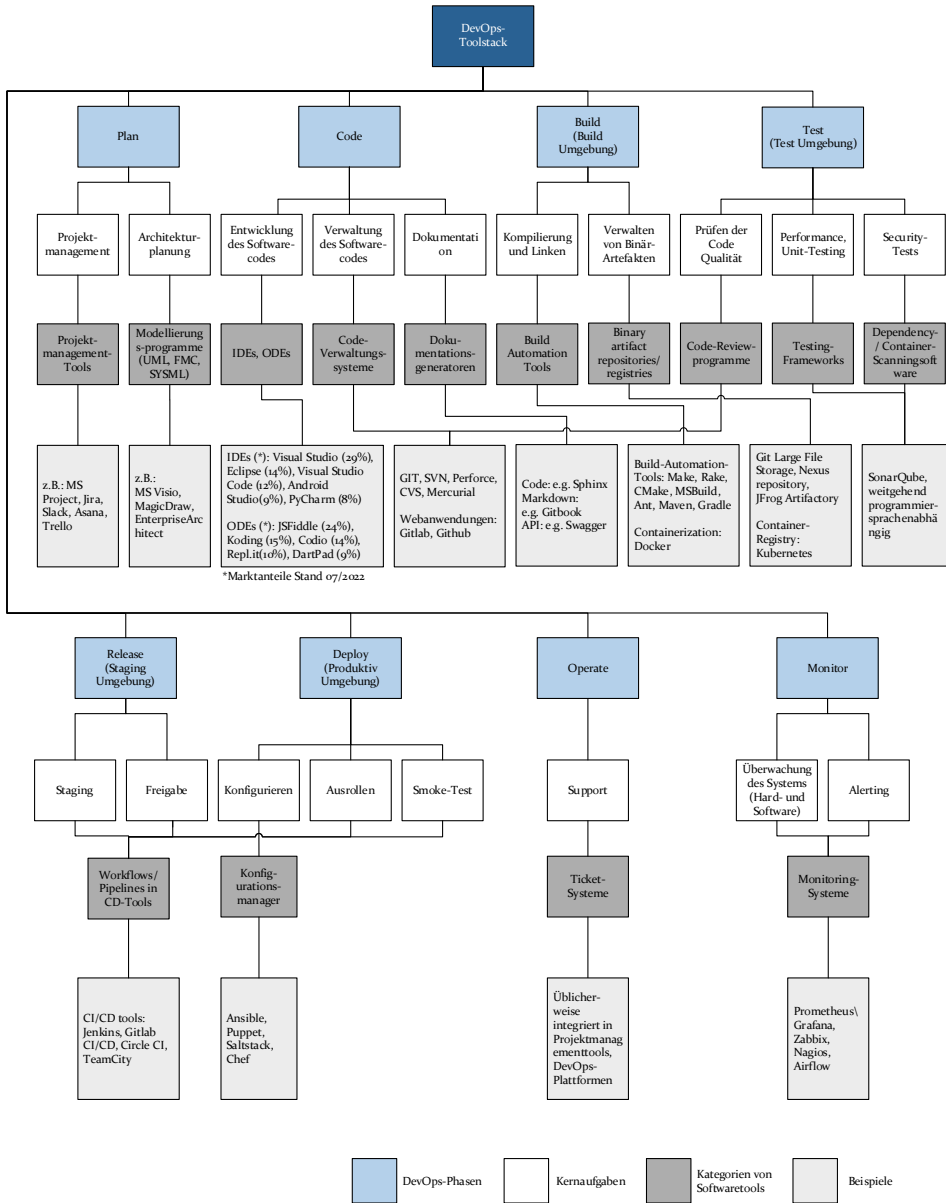 DevOps-
Toolstack
Plan
Code
Build
(Build
Umgebung)
Test
(Test Umgebung)
Projekt-
management
Architektur-
planung
Entwicklung
des Software-
codes
Verwaltung
des Software-
codes
Dokumentati
on
Kompilierung
und Linken
Verwalten
von Binär-
Artefakten
Prüfen der
Code
Qualität
Performance,
Unit-Testing
Security-
Tests
Projekt-
management-
Tools
Modellierung
s-programme
(UML, FMC,
SYSML)
IDEs, ODEs
Code-
Verwaltungs-
systeme
Doku-
mentations-
generatoren
Build
Automation
Tools
Binary
artifact
repositories/
registries
Code-Review-
programme
Testing-
Frameworks
Dependency-
/ Container-
Scanningsoft
ware
z.B.: MS
Project, Jira,
Slack, Asana,
Trello
z.B.:
MS Visio,
MagicDraw,
EnterpriseArc
hitect
IDEs (*): Visual Studio (29%),
Eclipse (14%), Visual Studio
Code (12%), Android
Studio(9%), PyCharm (8%)
ODEs (*): JSFiddle (24%),
Koding (15%), Codio (14%),
Repl.it(10%), DartPad (9%)
*Marktanteile Stand 07/2022
GIT, SVN, Perforce,
CVS, Mercurial
Webanwendungen:
Gitlab, Github
Code: e.g. Sphinx
Markdown:
e.g. Gitbook
API: e.g. Swagger
Build-Automation-
Tools: Make, Rake,
CMake, MSBuild,
Ant, Maven, Gradle
Containerization:
Docker
Git Large File
Storage, Nexus
repository,
JFrog Artifactory
Container-
Registry:
Kubernetes
SonarQube,
weitgehend
programmier-
sprachenabhä
ngig
Release
(Staging
Umgebung)
Deploy
(Produktiv
Umgebung)
Operate
Monitor
Staging
Freigabe
Konfigurieren
Ausrollen
Smoke-Test
Support
Überwachung
des Systems
(Hard- und
Software)
Alerting
Workflows/
Pipelines in
CD-Tools
Konfig-
urations-
manager
Ticket-
Systeme
Monitoring-
Systeme
CI/CD tools:
Jenkins, Gitlab
CI/CD, Circle CI,
TeamCity
Ansible,
Puppet,
Saltstack,
Chef
Üblicher-
weise
integriert in
Projektmanag
ementtools,
DevOps-
Plattformen
Prometheus\
Grafana,
Zabbix,
Nagios,
Airflow
DevOps-Phasen
Kernaufgaben
Kategorien von
Softwaretools
Beispiele